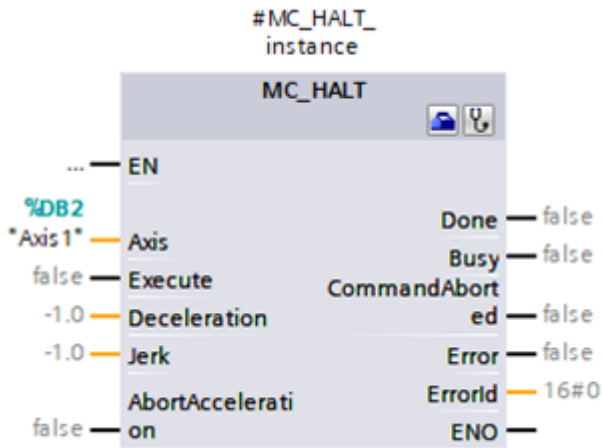 #MC_HALT_
instance
MC_HALT
... EN
%DB2
"Axis1" Axis
Done false
false Execute
Busy false
-1.0 Deceleration
CommandAbort
ed false
-1.0 Jerk
Error false
AbortAccelerati
ErrorId 16#0
false on
ENO